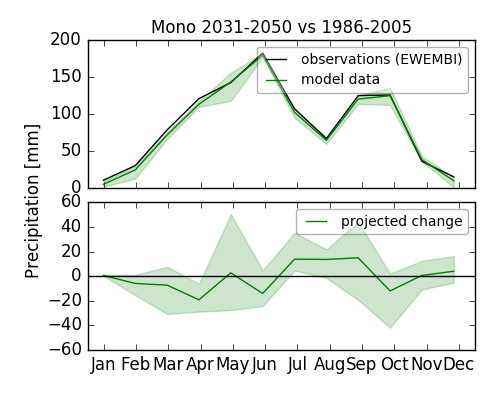 Mono 2031-2050 vs 1986-2005
200
150
100
50
0
observations (EWEMBI)
model data
Precipitation [mm]
60
40
20
0
−20
−40
−60
projected change
Jan Feb Mar Apr May Jun Jul Aug Sep Oct Nov Dec